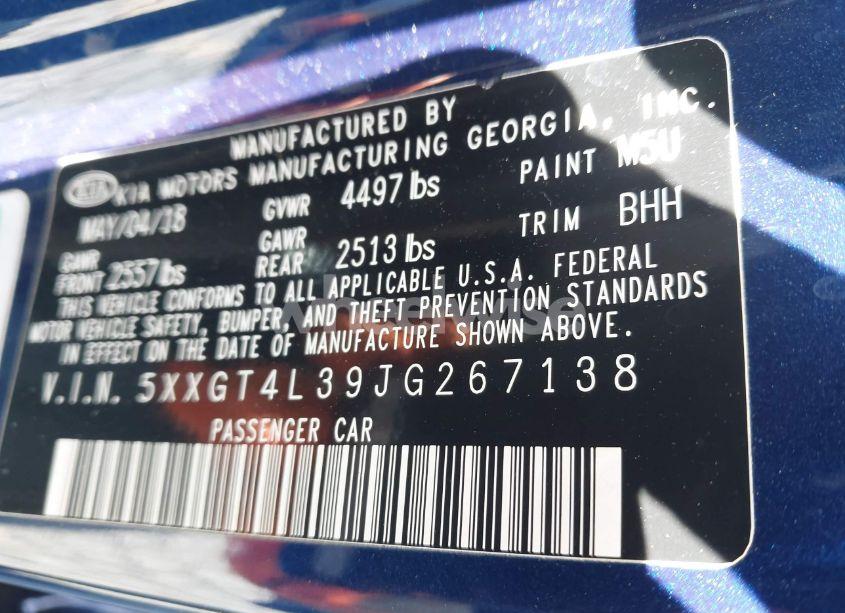 MANUFACTURED BY
KIA KIA MOTORS MANUFACTURING GEORGIA, INC.
MAY/04/18 GVWR 4497 lbs PAINT M5U
GAWR FRONT 2557 lbs GAWR REAR 2513 lbs TRIM BHH
THIS VEHICLE CONFORMS TO ALL APPLICABLE U.S.A. FEDERAL
MOTOR VEHICLE SAFETY, BUMPER, AND THEFT PREVENTION STANDARDS
IN EFFECT ON THE DATE OF MANUFACTURE SHOWN ABOVE.
V.I.N. 5XXGT4L39JG267138
PASSENGER CAR